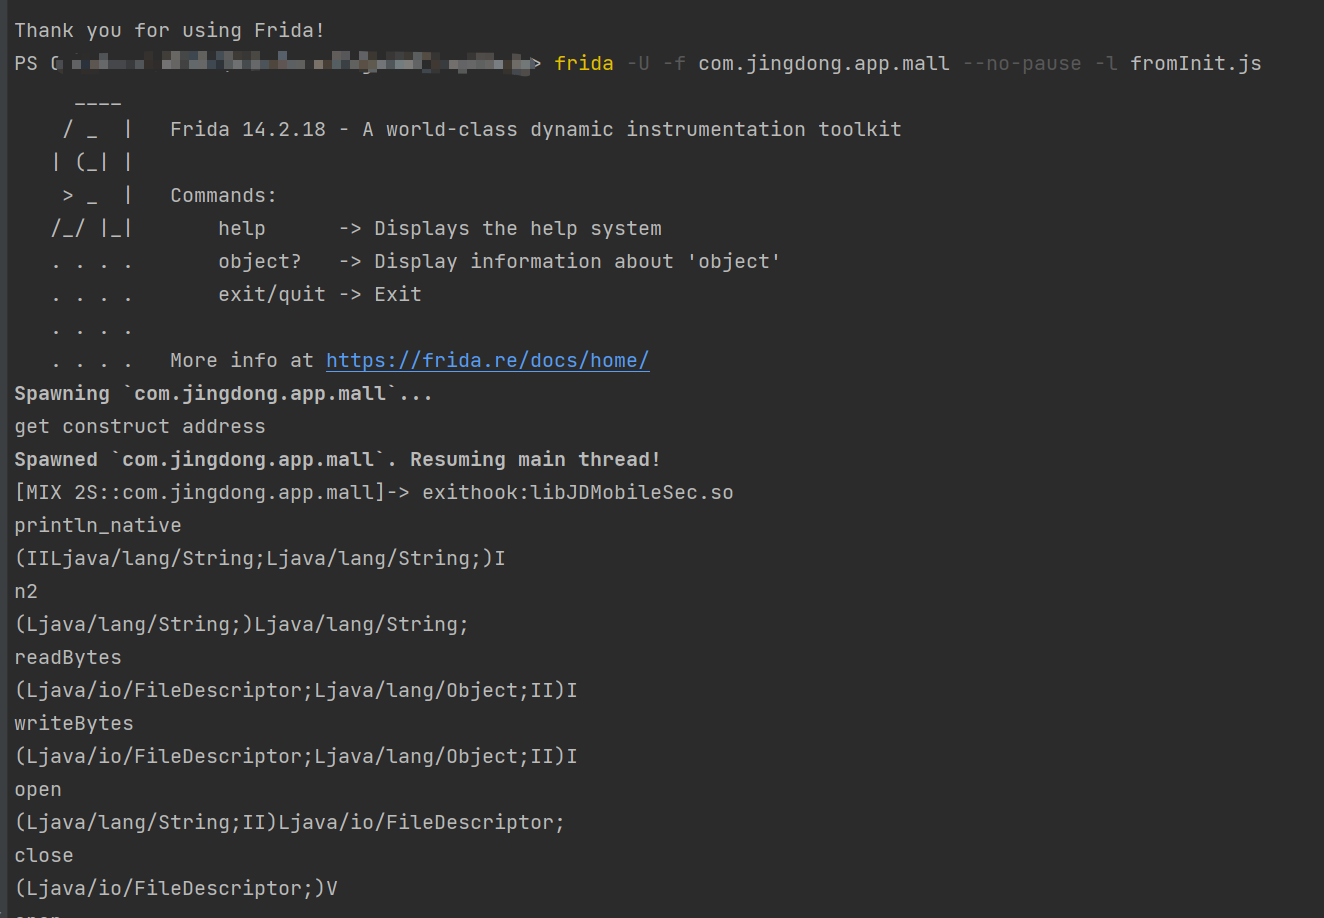 Thank you for using Frida!
PS > frida -U -f com.jingdong.app.mall --no-pause -l fromInit.js
____
/ _  |   Frida 14.2.18 - A world-class dynamic instrumentation toolkit
| (_| |
> _  |   Commands:
/_/ |_|       help      -> Displays the help system
. . . .       object?   -> Display information about 'object'
. . . .       exit/quit -> Exit
. . . .
. . . .   More info at https://frida.re/docs/home/
Spawning `com.jingdong.app.mall`...
get construct address
Spawned `com.jingdong.app.mall`. Resuming main thread!
[MIX 2S::com.jingdong.app.mall]-> exithook:libJDMobileSec.so
println_native
(IILjava/lang/String;Ljava/lang/String;)I
n2
(Ljava/lang/String;)Ljava/lang/String;
readBytes
(Ljava/io/FileDescriptor;Ljava/lang/Object;II)I
writeBytes
(Ljava/io/FileDescriptor;Ljava/lang/Object;II)I
open
(Ljava/lang/String;II)Ljava/io/FileDescriptor;
close
(Ljava/io/FileDescriptor;)V